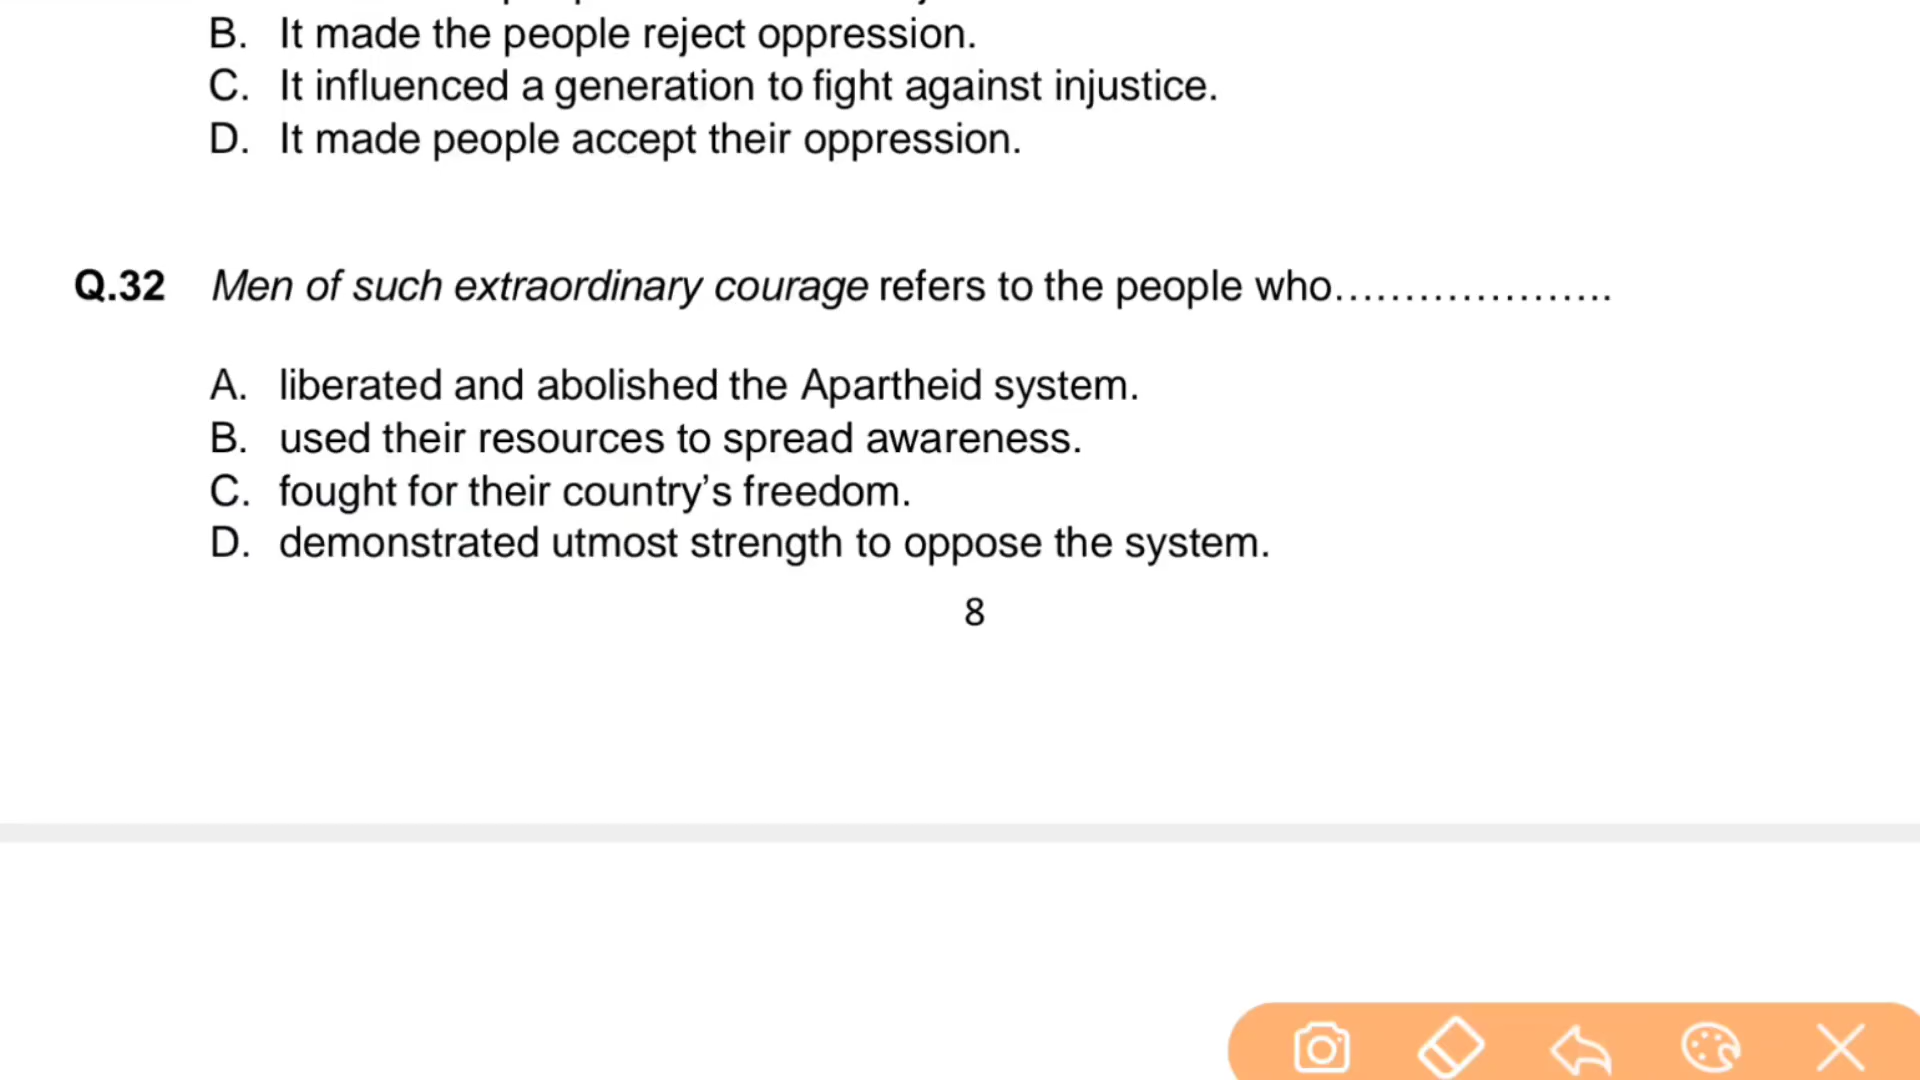 B. It made the people reject oppression.
C. It influenced a generation to fight against injustice.
D. It made people accept their oppression.
Q.32 Men of such extraordinary courage refers to the people who....................
A. liberated and abolished the Apartheid system.
B. used their resources to spread awareness.
C. fought for their country’s freedom.
D. demonstrated utmost strength to oppose the system.
8